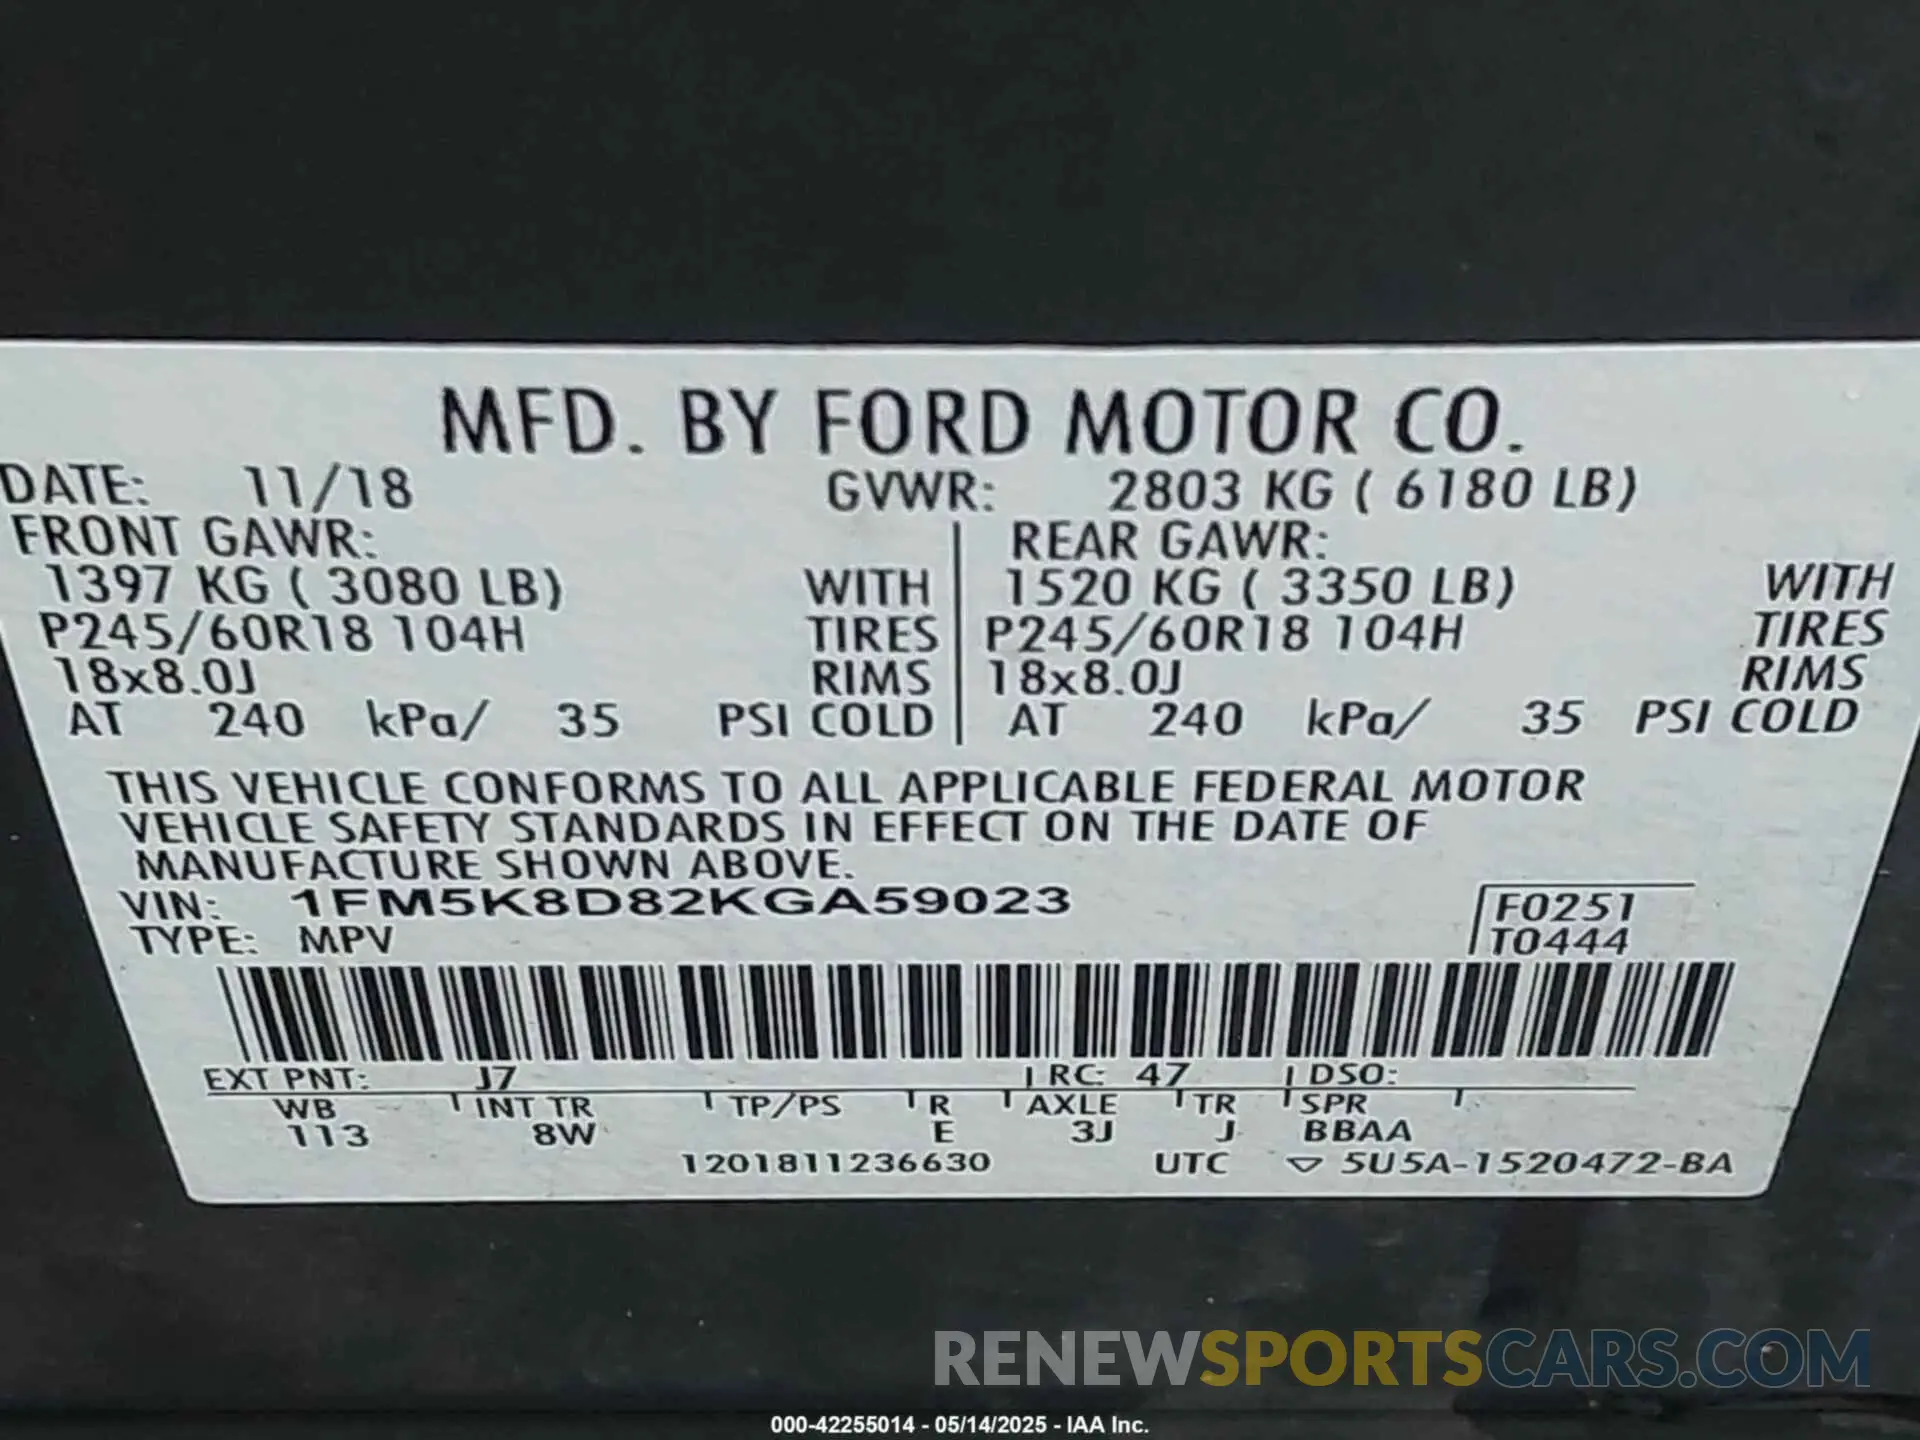 MFD. BY FORD MOTOR CO.
DATE: 11/18 GVWR: 2803 KG ( 6180 LB)
FRONT GAWR: REAR GAWR:
1397 KG ( 3080 LB) WITH 1520 KG ( 3350 LB) WITH
P245/60R18 104H TIRES P245/60R18 104H TIRES
18x8.0J RIMS 18x8.0J RIMS
AT 240 kPa/ 35 PSI COLD AT 240 kPa/ 35 PSI COLD
THIS VEHICLE CONFORMS TO ALL APPLICABLE FEDERAL MOTOR
VEHICLE SAFETY STANDARDS IN EFFECT ON THE DATE OF
MANUFACTURE SHOWN ABOVE.
VIN: 1FM5K8D82KGA59023 F0251
TYPE: MPV T0444
EXT PNT: J7 RC: 47 DSO:
WB INT TR TP/PS R AXLE TR SPR
113 8W E 3J J BBAA
1201811236630 UTC ▽ 5U5A-1520472-BA
RENEWSPORTSCARS.COM
000-42255014 - 05/14/2025 - IAA Inc.